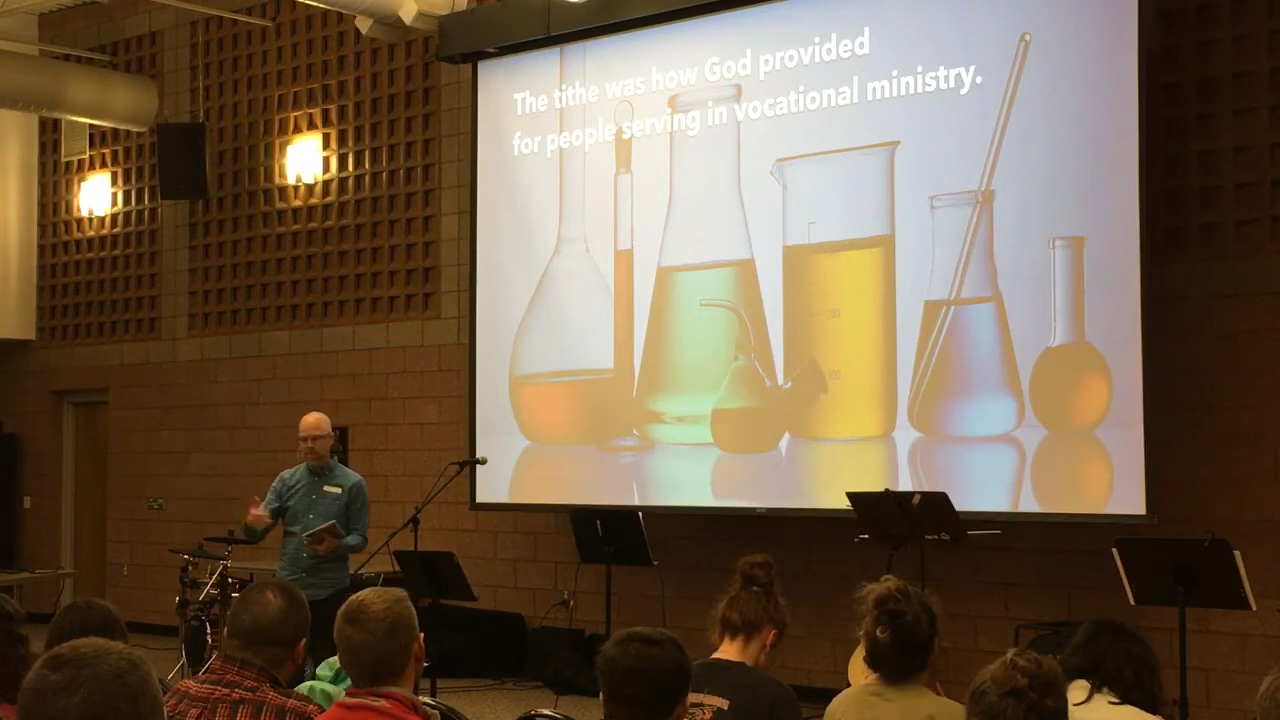 The tithe was how God provided
for people serving in vocational ministry.